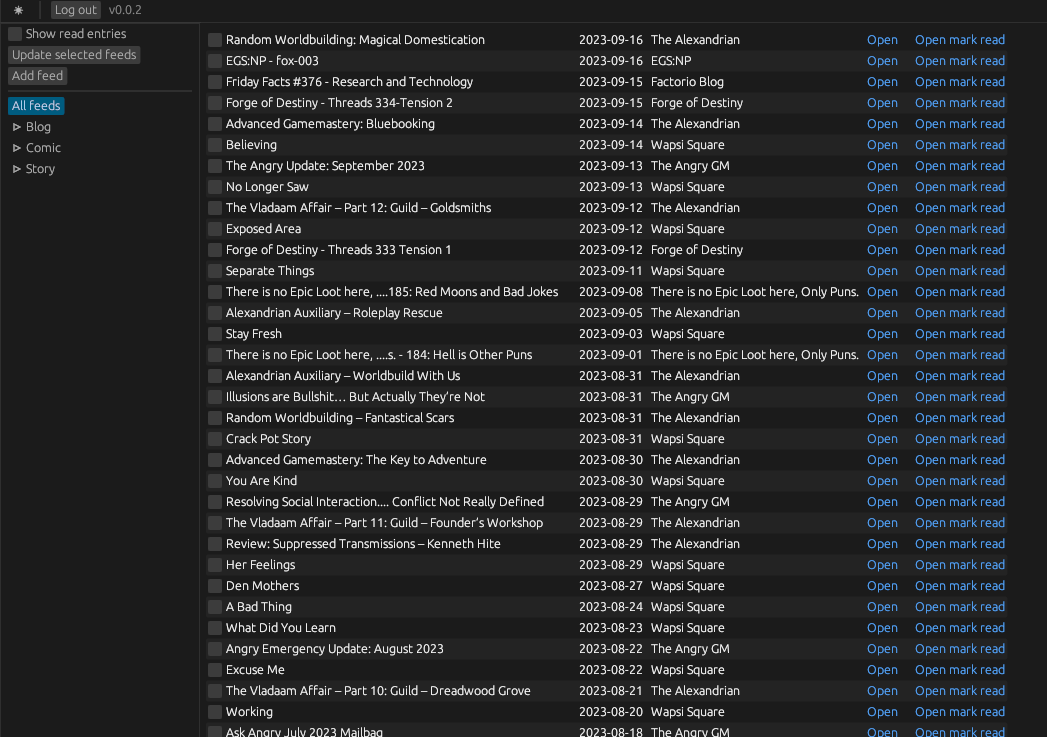 Log out v0.0.2
Show read entries
Update selected feeds
Add feed
All feeds
Blog
Comic
Story
Random Worldbuilding: Magical Domestication 2023-09-16 The Alexandrian Open Open mark read
EGS:NP - fox-003 2023-09-16 EGS:NP Open Open mark read
Friday Facts #376 - Research and Technology 2023-09-15 Factorio Blog Open Open mark read
Forge of Destiny - Threads 334-Tension 2 2023-09-15 Forge of Destiny Open Open mark read
Advanced Gamemastery: Bluebooking 2023-09-14 The Alexandrian Open Open mark read
Believing 2023-09-14 Wapsi Square Open Open mark read
The Angry Update: September 2023 2023-09-13 The Angry GM Open Open mark read
No Longer Saw 2023-09-13 Wapsi Square Open Open mark read
The Vladaam Affair – Part 12: Guild – Goldsmiths 2023-09-12 The Alexandrian Open Open mark read
Exposed Area 2023-09-12 Wapsi Square Open Open mark read
Forge of Destiny - Threads 333 Tension 1 2023-09-12 Forge of Destiny Open Open mark read
Separate Things 2023-09-11 Wapsi Square Open Open mark read
There is no Epic Loot here, ....185: Red Moons and Bad Jokes 2023-09-08 There is no Epic Loot here, Only Puns. Open Open mark read
Alexandrian Auxiliary – Roleplay Rescue 2023-09-05 The Alexandrian Open Open mark read
Stay Fresh 2023-09-03 Wapsi Square Open Open mark read
There is no Epic Loot here, ....s. - 184: Hell is Other Puns 2023-09-01 There is no Epic Loot here, Only Puns. Open Open mark read
Alexandrian Auxiliary – Worldbuild With Us 2023-08-31 The Alexandrian Open Open mark read
Illusions are Bullshit… But Actually They’re Not 2023-08-31 The Angry GM Open Open mark read
Random Worldbuilding – Fantastical Scars 2023-08-31 The Alexandrian Open Open mark read
Crack Pot Story 2023-08-31 Wapsi Square Open Open mark read
Advanced Gamemastery: The Key to Adventure 2023-08-30 The Alexandrian Open Open mark read
You Are Kind 2023-08-30 Wapsi Square Open Open mark read
Resolving Social Interaction.... Conflict Not Really Defined 2023-08-29 The Angry GM Open Open mark read
The Vladaam Affair – Part 11: Guild – Founder’s Workshop 2023-08-29 The Alexandrian Open Open mark read
Review: Suppressed Transmissions – Kenneth Hite 2023-08-29 The Alexandrian Open Open mark read
Her Feelings 2023-08-29 Wapsi Square Open Open mark read
Den Mothers 2023-08-27 Wapsi Square Open Open mark read
A Bad Thing 2023-08-24 Wapsi Square Open Open mark read
What Did You Learn 2023-08-23 Wapsi Square Open Open mark read
Angry Emergency Update: August 2023 2023-08-22 The Angry GM Open Open mark read
Excuse Me 2023-08-22 Wapsi Square Open Open mark read
The Vladaam Affair – Part 10: Guild – Dreadwood Grove 2023-08-21 The Alexandrian Open Open mark read
Working 2023-08-20 Wapsi Square Open Open mark read
Ask Angry July 2023 Mailbag 2023-08-18 The Angry GM Open Open mark read